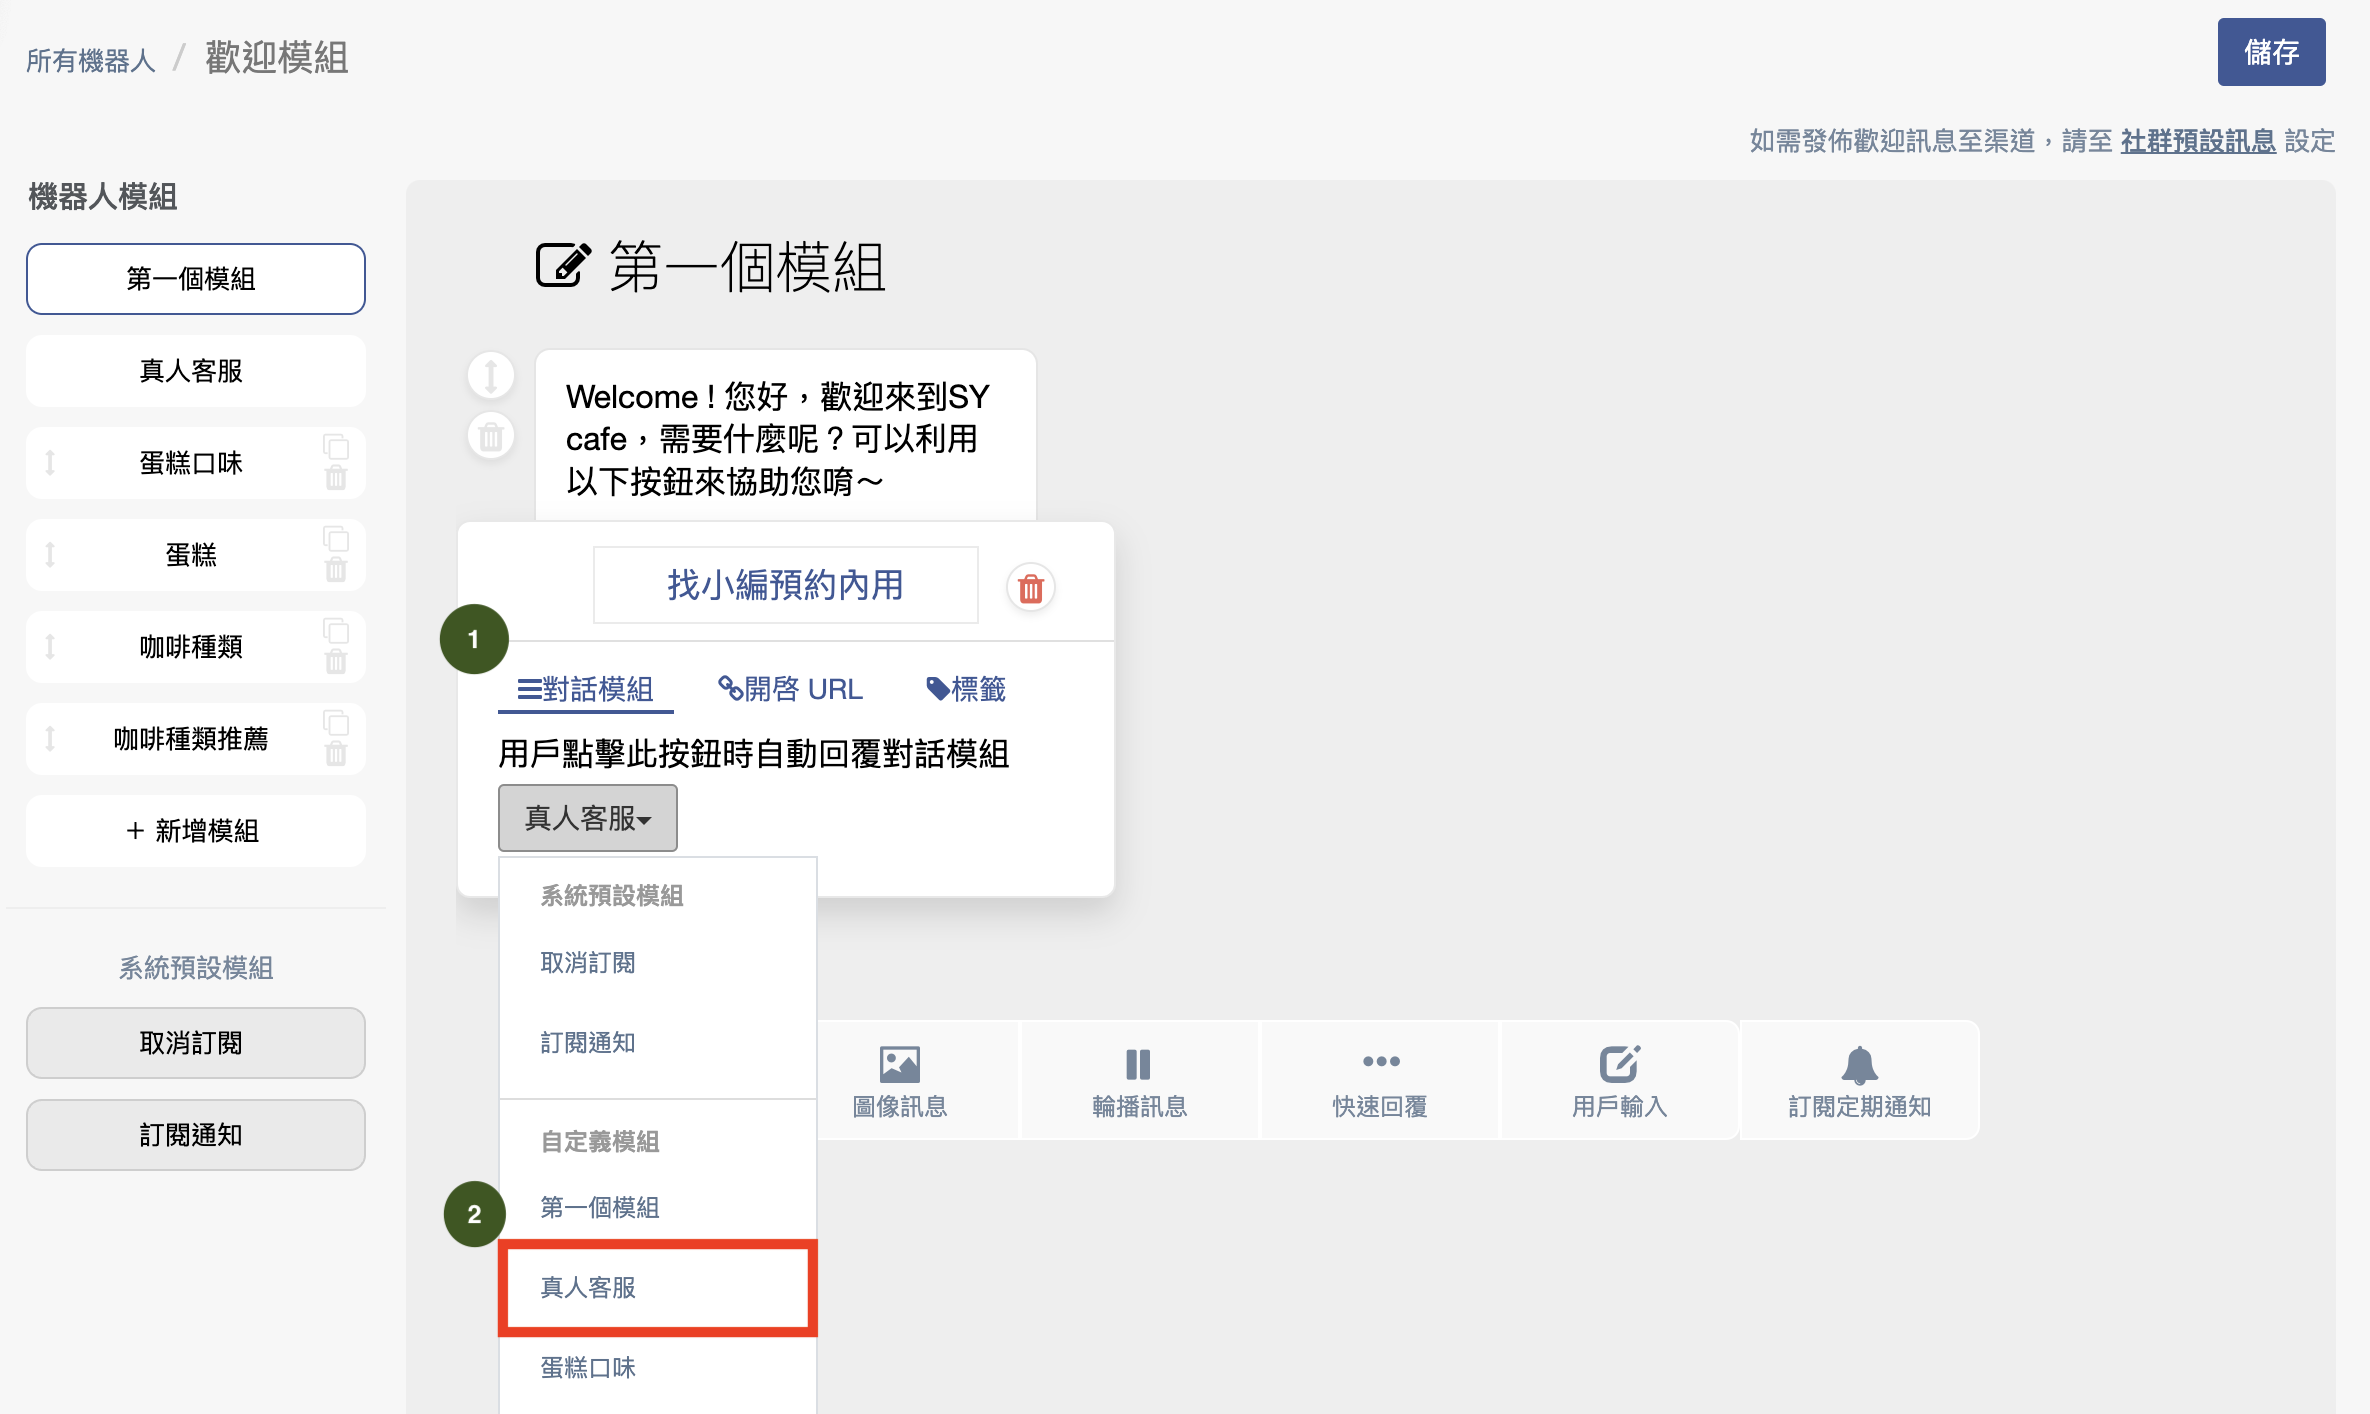 所有機器人 / 歡迎模組
儲存
如需發佈歡迎訊息至渠道，請至 社群預設訊息 設定
機器人模組
第一個模組
真人客服
蛋糕口味
蛋糕
咖啡種類
咖啡種類推薦
+ 新增模組
系統預設模組
取消訂閱
訂閱通知
第一個模組
Welcome！您好，歡迎來到SY
cafe，需要什麼呢？可以利用
以下按鈕來協助您唷～
找小編預約內用
1
對話模組
開啓 URL
標籤
用戶點擊此按鈕時自動回覆對話模組
真人客服
系統預設模組
取消訂閱
訂閱通知
自定義模組
2
第一個模組
真人客服
蛋糕口味
圖像訊息
輪播訊息
快速回覆
用戶輸入
訂閱定期通知